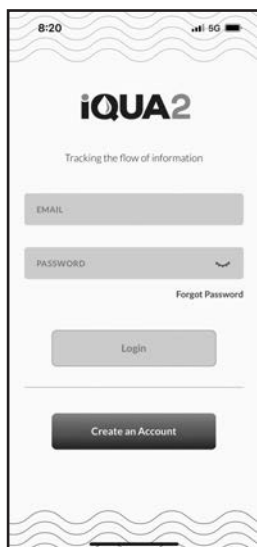 8:20
5G
iQUA2
Tracking the flow of information
EMAIL
PASSWORD
Forgot Password
Login
Create an Account